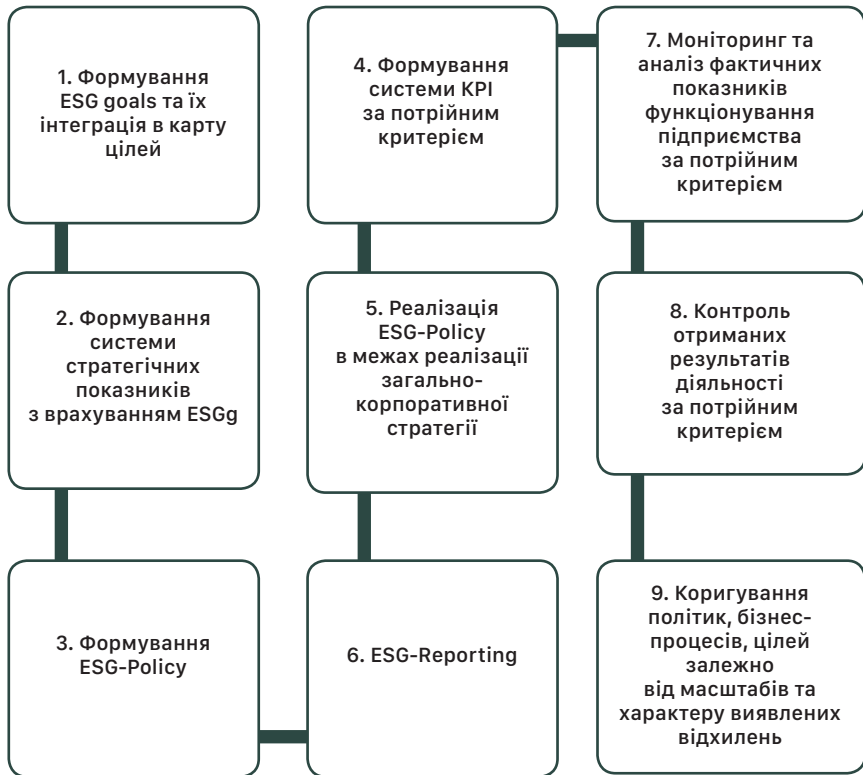 1. Формування
ESG goals та їх
інтеграція в карту
цілей
2. Формування
системи
стратегічних
показників
з врахуванням ESGg
3. Формування
ESG-Policy
4. Формування
системи KPI
за потрійним
критерієм
5. Реалізація
ESG-Policy
в межах реалізації
загально-
корпоративної
стратегії
6. ESG-Reporting
7. Моніторинг та
аналіз фактичних
показників
функціонування
підприємства
за потрійним
критерієм
8. Контроль
отриманих
результатів
діяльності
за потрійним
критерієм
9. Коригування
політик, бізнес-
процесів, цілей
залежно
від масштабів та
характеру виявлених
відхилень